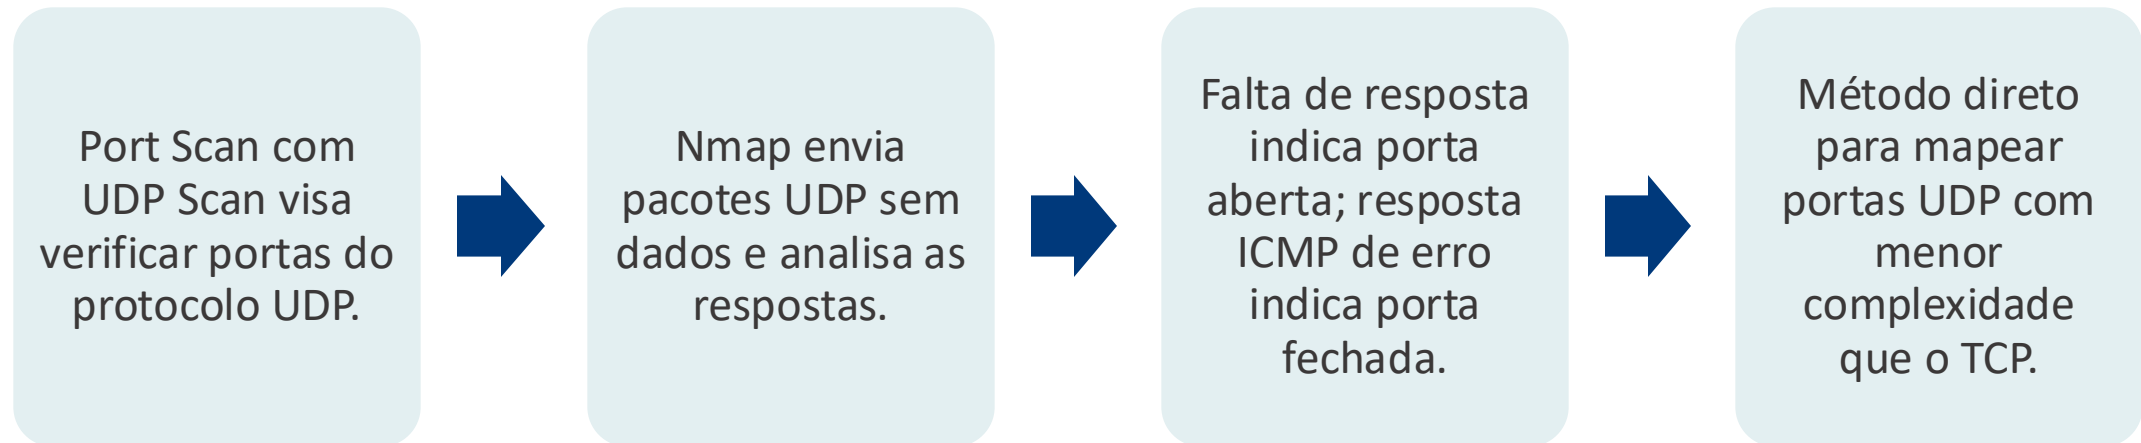 Port Scan com
UDP Scan visa
verificar portas do
protocolo UDP.
Nmap envia
pacotes UDP sem
dados e analisa as
respostas.
Falta de resposta
indica porta
aberta; resposta
ICMP de erro
indica porta
fechada.
Método direto
para mapear
portas UDP com
menor
complexidade
que o TCP.